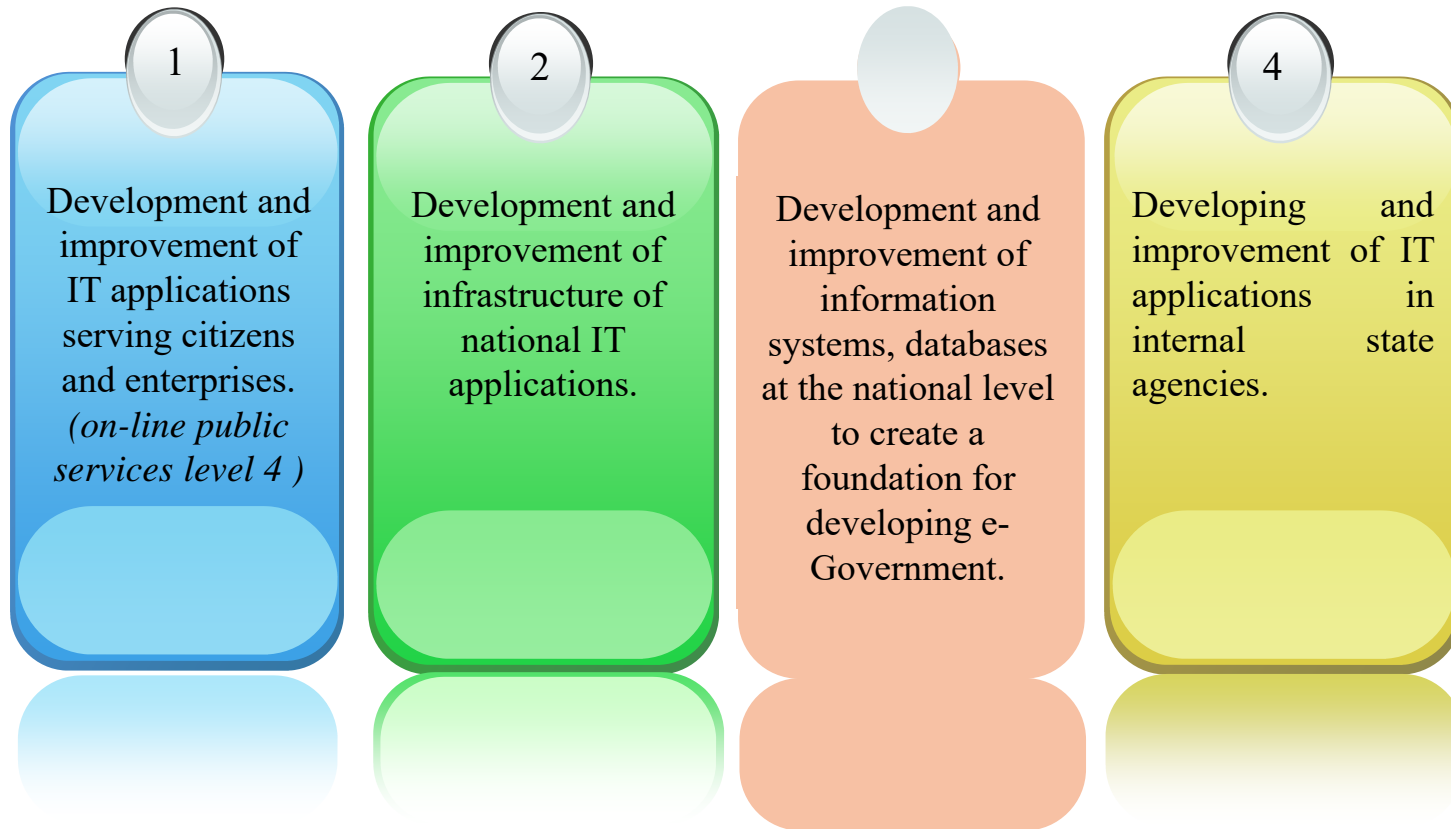 1
Development and
improvement of
IT applications
serving citizens
and enterprises.
(on-line public
services level 4 )
2
Development and
improvement of
infrastructure of
national IT
applications.
Development and
improvement of
information
systems, databases
at the national level
to create a
foundation for
developing e-
Government.
4
Developing and
improvement of IT
applications in
internal state
agencies.